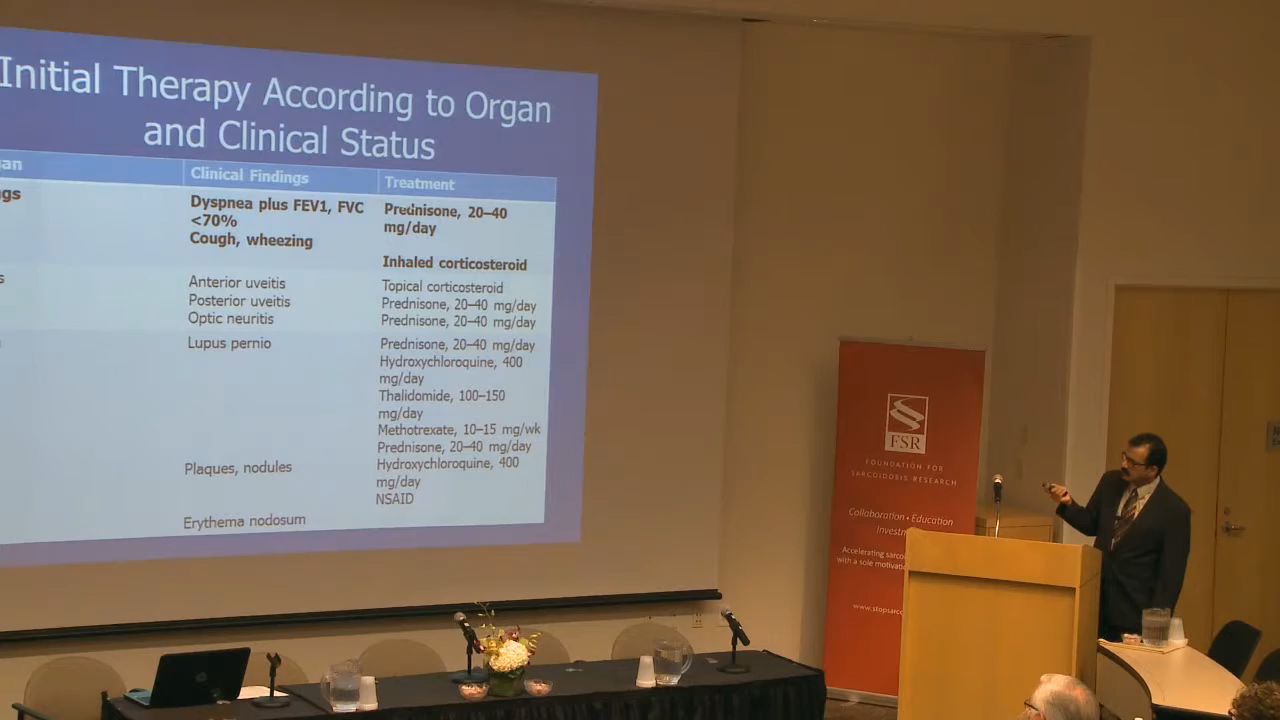 Initial Therapy According to Organ
and Clinical Status
Clinical Findings
Treatment
Dyspnea plus FEV1, FVC
<70%
Cough, wheezing
Prednisone, 20–40
mg/day
Inhaled corticosteroid
Anterior uveitis
Posterior uveitis
Optic neuritis
Topical corticosteroid
Prednisone, 20–40 mg/day
Prednisone, 20–40 mg/day
Lupus pernio
Prednisone, 20–40 mg/day
Hydroxychloroquine, 400
mg/day
Thalidomide, 100–150
mg/day
Methotrexate, 10–15 mg/wk
Plaques, nodules
Prednisone, 20–40 mg/day
Hydroxychloroquine, 400
mg/day
NSAID
Erythema nodosum
FSR
FOUNDATION FOR
SARCOIDOSIS RESEARCH
Collaboration • Education
Accelerating
with a sole